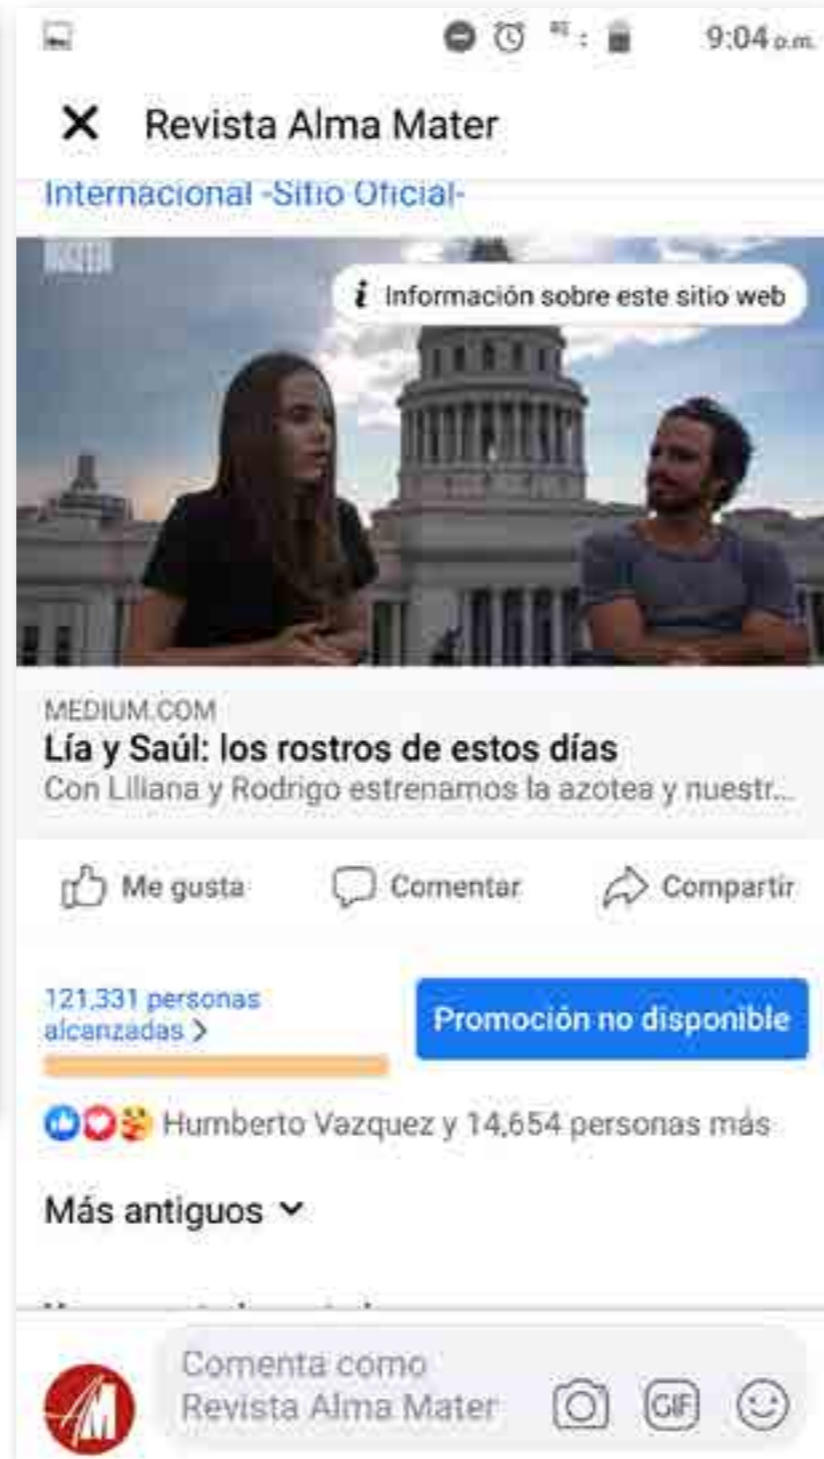 9:04 p.m.
Revista Alma Mater
Internacional -Sitio Oficial-
i Información sobre este sitio web
MEDIUM.COM
Lía y Saúl: los rostros de estos días
Con Liliana y Rodrigo estrenamos la azotea y nuestr...
Me gusta
Comentar
Compartir
121,331 personas
alcanzadas >
Promoción no disponible
Humberto Vazquez y 14,654 personas más
Más antiguos
Comenta como
Revista Alma Mater
GIF
AM